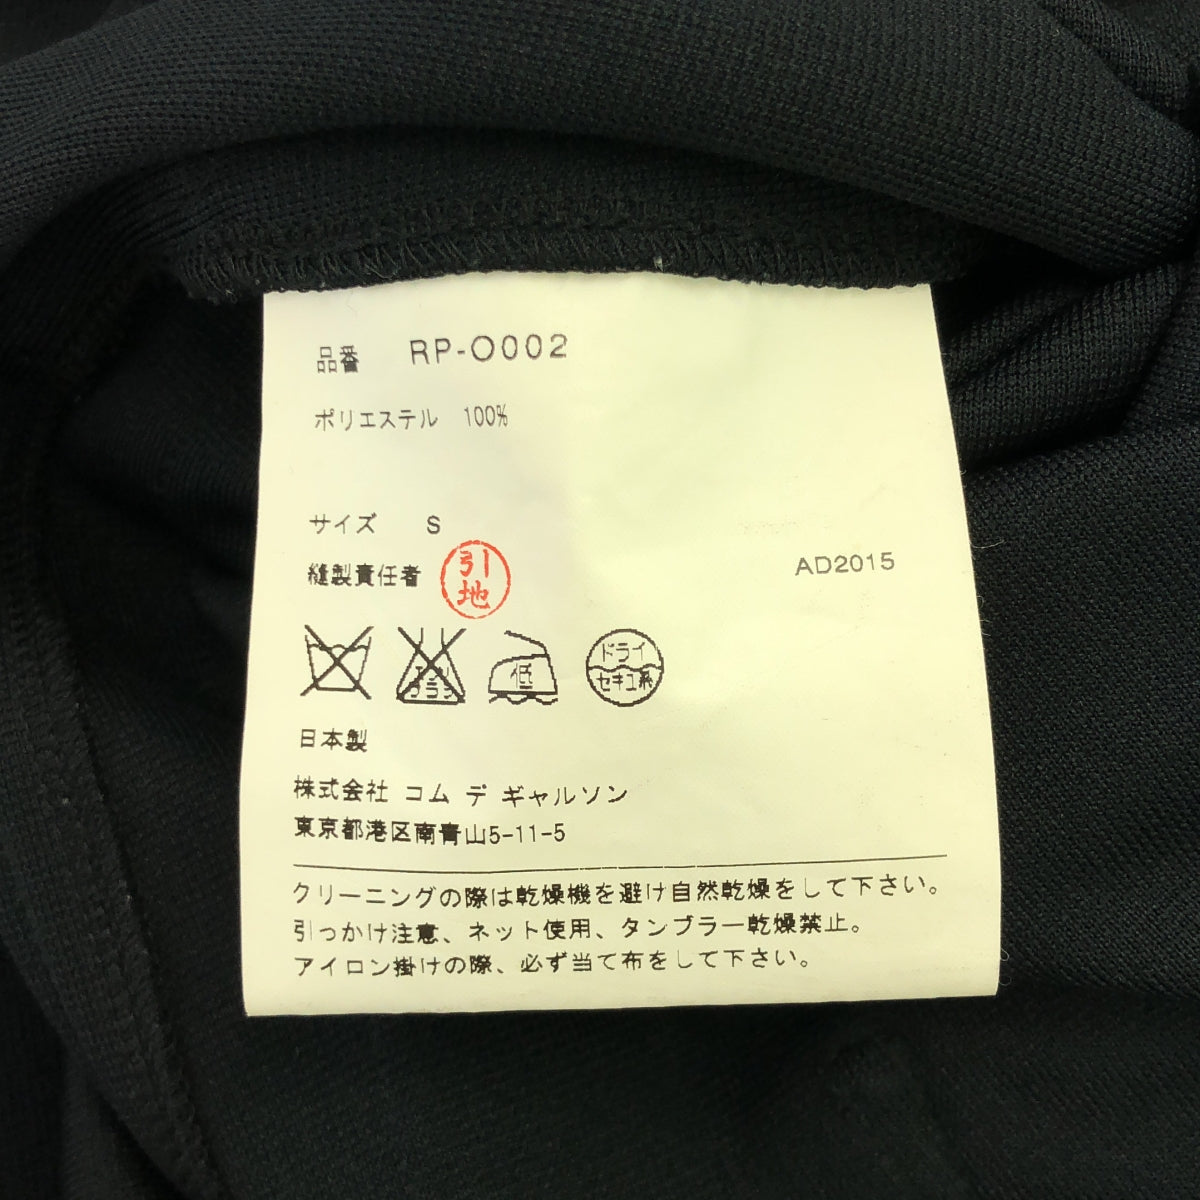 品番 RP-O002
ポリエステル 100%
サイズ S
縫製責任者 引地
AD2015
エンソ
サラシ
低
ドライ
セキユ系
日本製
株式会社 コム デ ギャルソン
東京都港区南青山5-11-5
クリーニングの際は乾燥機を避け自然乾燥をして下さい。
引っかけ注意、ネット使用、タンブラー乾燥禁止。
アイロン掛けの際、必ず当て布をして下さい。